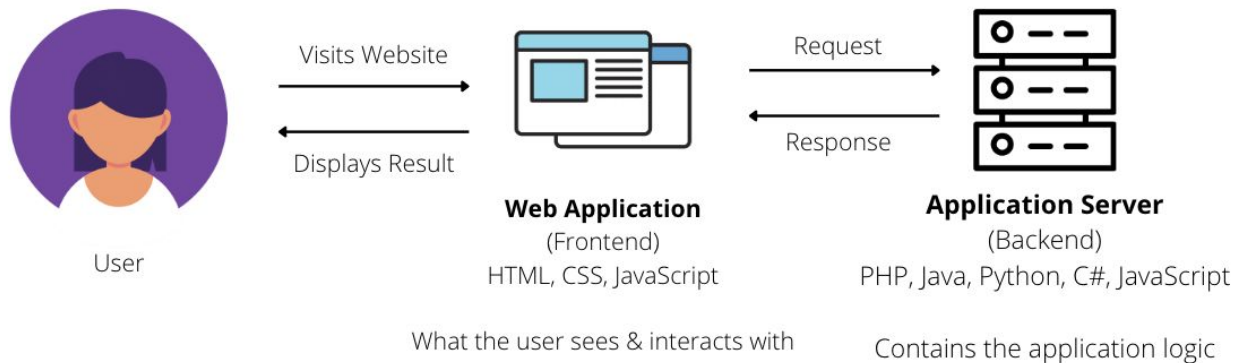 Visits Website
Displays Result
User
Request
Response
Web Application
(Frontend)
HTML, CSS, JavaScript
What the user sees & interacts with
Application Server
(Backend)
PHP, Java, Python, C#, JavaScript
Contains the application logic